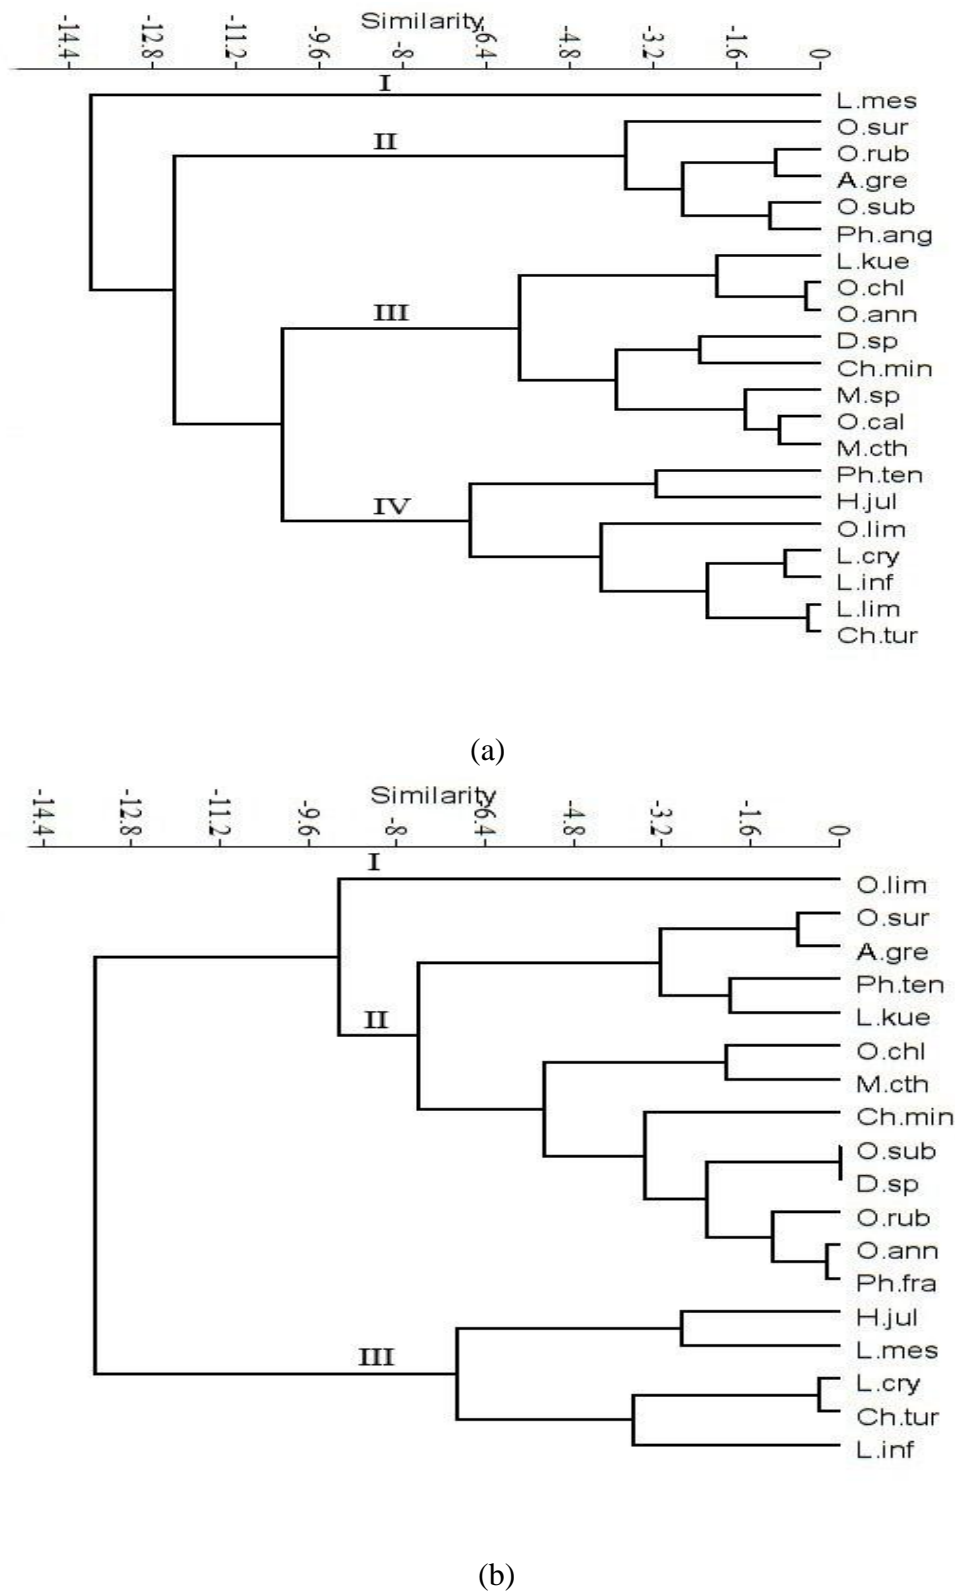 Similarity
-14.4 -12.8 -11.2 -9.6 -8 -6.4 -4.8 -3.2 -1.6 0
I
L.mes
O.sur
II
O.rub
A.gre
O.sub
Ph.ang
L.kue
O.chl
III
O.ann
D.sp
Ch.min
M.sp
O.cal
M.cth
Ph.ten
H.jul
IV
O.lim
L.cry
L.inf
L.lim
Ch.tur
(a)
Similarity
-14.4 -12.8 -11.2 -9.6 -8 -6.4 -4.8 -3.2 -1.6 0
I
O.lim
O.sur
A.gre
Ph.ten
L.kue
II
O.chl
M.cth
Ch.min
O.sub
D.sp
O.rub
O.ann
Ph.fra
H.jul
L.mes
III
L.cry
Ch.tur
L.inf
(b)